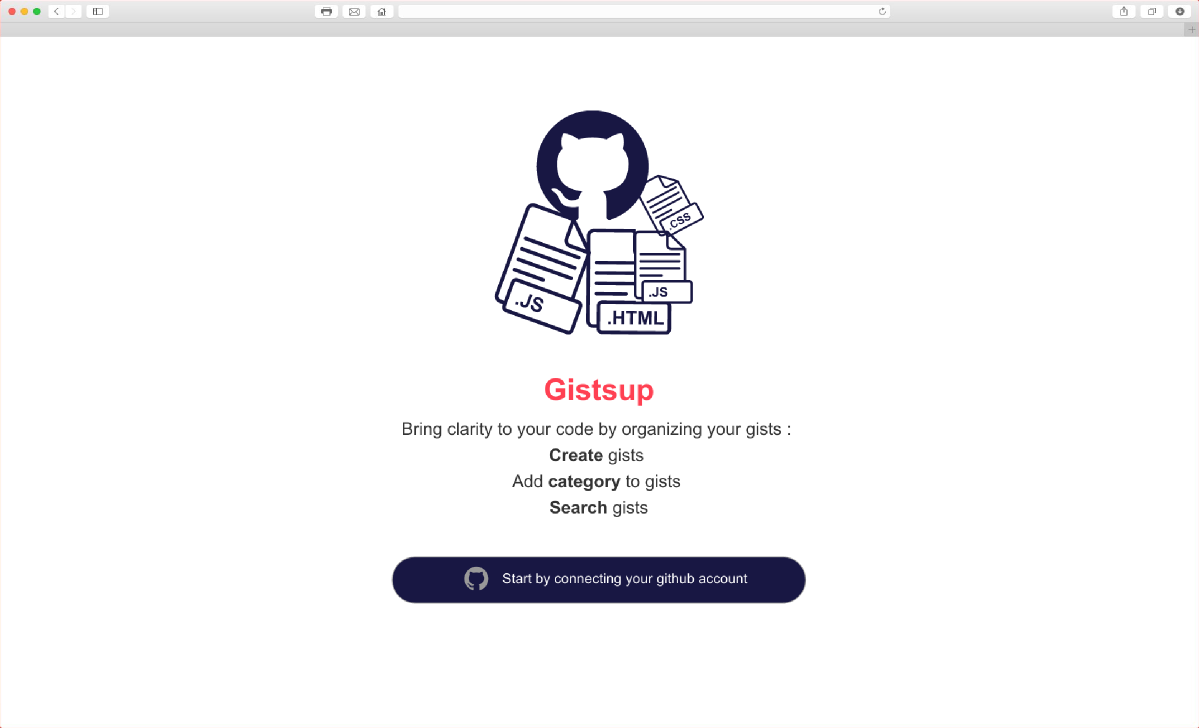 .CSS
.JS
.JS
.HTML
Gistsup
Bring clarity to your code by organizing your gists :
Create gists
Add category to gists
Search gists
Start by connecting your github account